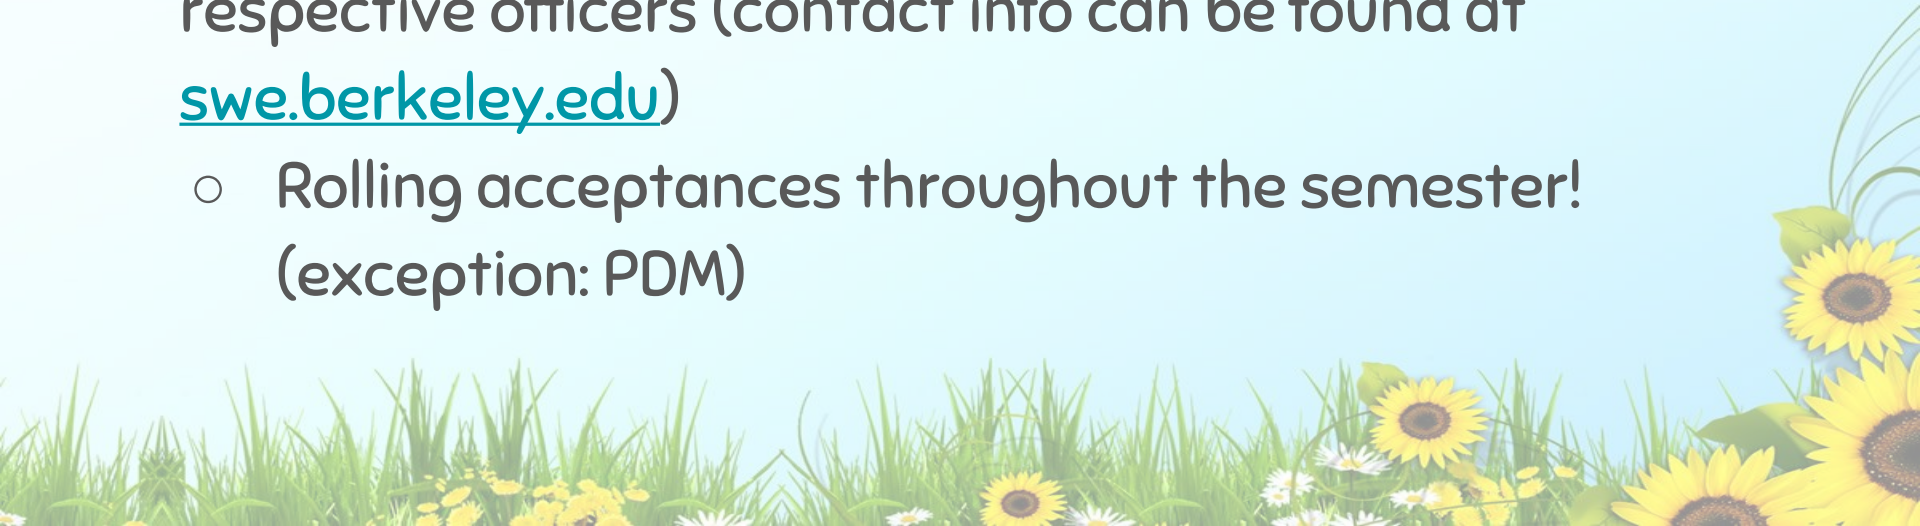 respective officers (contact info can be found at
swe.berkeley.edu)
○ Rolling acceptances throughout the semester!
(exception: PDM)